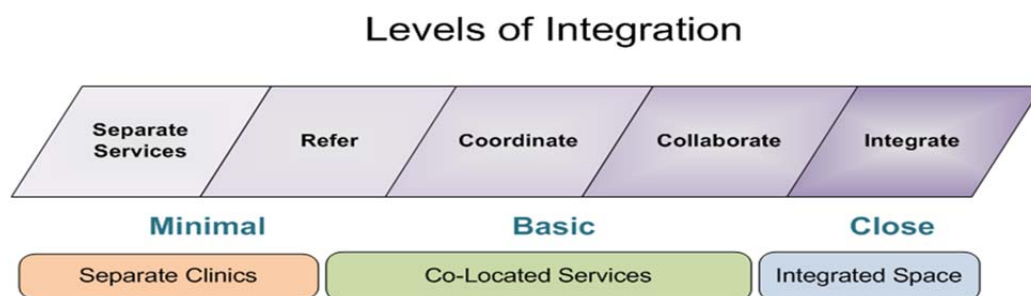 Levels of Integration
Separate
Services
Refer
Coordinate
Collaborate
Integrate
Minimal
Basic
Close
Separate Clinics
Co-Located Services
Integrated Space